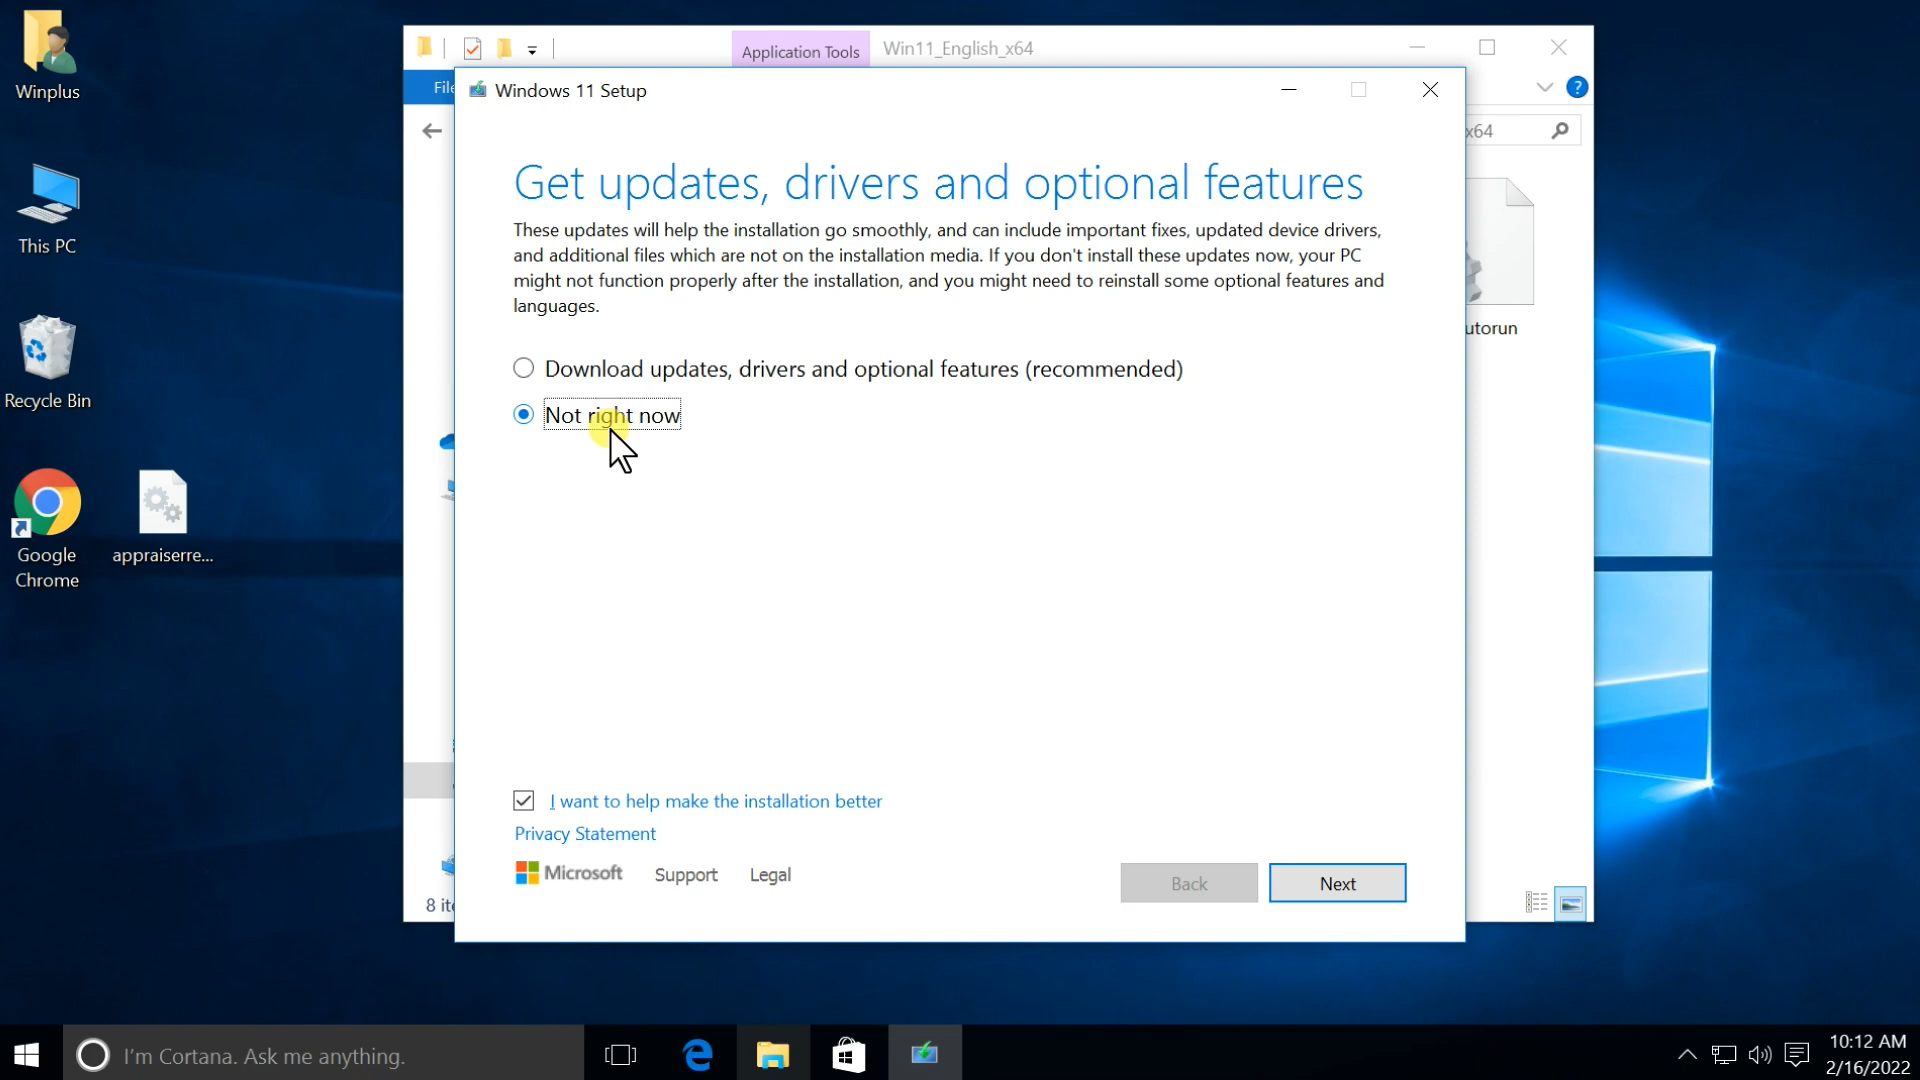 Winplus
This PC
Recycle Bin
Google
Chrome
appraiserre...
Application Tools
Win11_English_x64
File
x64
utorun
8 ite
Windows 11 Setup
Get updates, drivers and optional features
These updates will help the installation go smoothly, and can include important fixes, updated device drivers,
and additional files which are not on the installation media. If you don't install these updates now, your PC
might not function properly after the installation, and you might need to reinstall some optional features and
languages.
Download updates, drivers and optional features (recommended)
Not right now
I want to help make the installation better
Privacy Statement
Microsoft Support Legal
Back Next
I'm Cortana. Ask me anything.
10:12 AM
2/16/2022